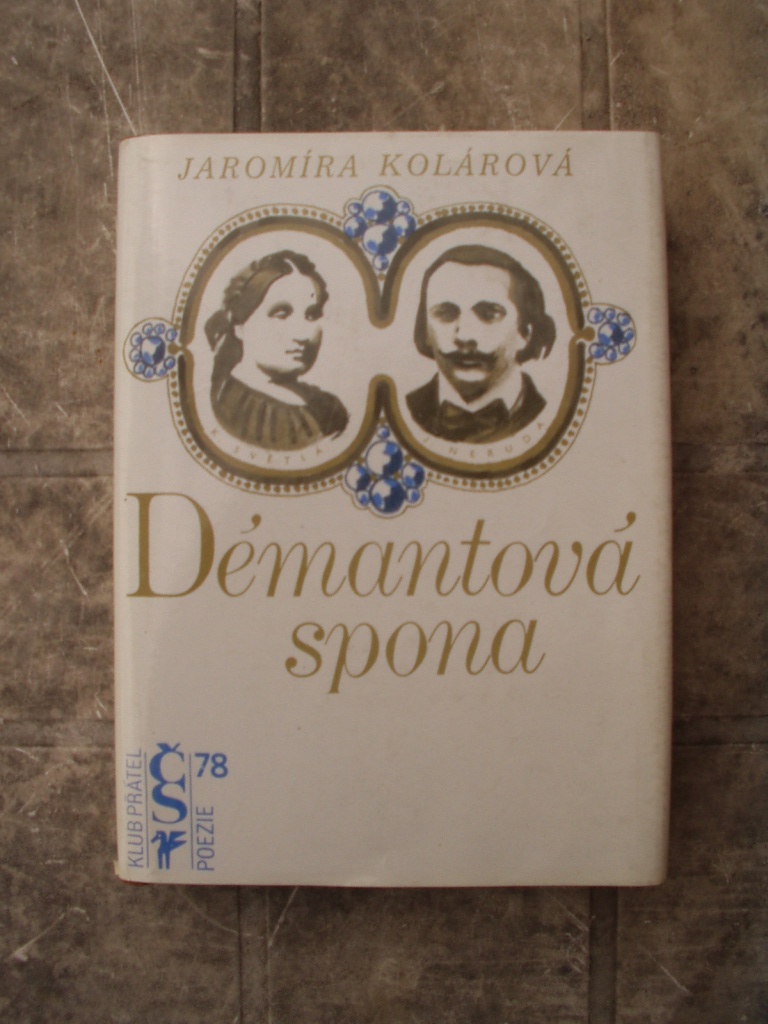 JAROMÍRA KOLÁROVÁ
K. SVĚTLÁ
J. NERUDA
Démantová
spona
KLUB PŘÁTEL
ČS
78
POEZIE